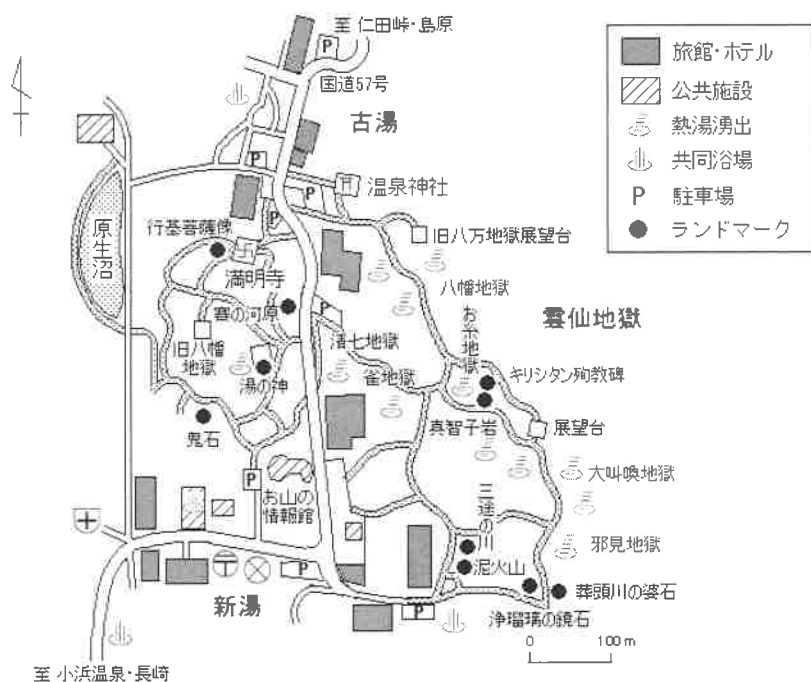 至 仁田峠・島原
国道57号
古湯
温泉神社
原生沼
行基菩薩像
満明寺
旧八万地獄展望台
八幡地獄
賽の河原
P
清七地獄
お糸地獄
雲仙地獄
旧八幡
地獄
雀地獄
キリシタン殉教碑
湯の神
真智子岩
展望台
鬼石
大叫喚地獄
お山の
情報館
三途の川
泥火山
邪見地獄
新湯
P
葬頭川の婆石
浄瑠璃の鏡石
0 100m
至 小浜温泉・長崎
P
P
P
P
P
P
旅館・ホテル
公共施設
熱湯湧出
共同浴場
P 駐車場
ランドマーク